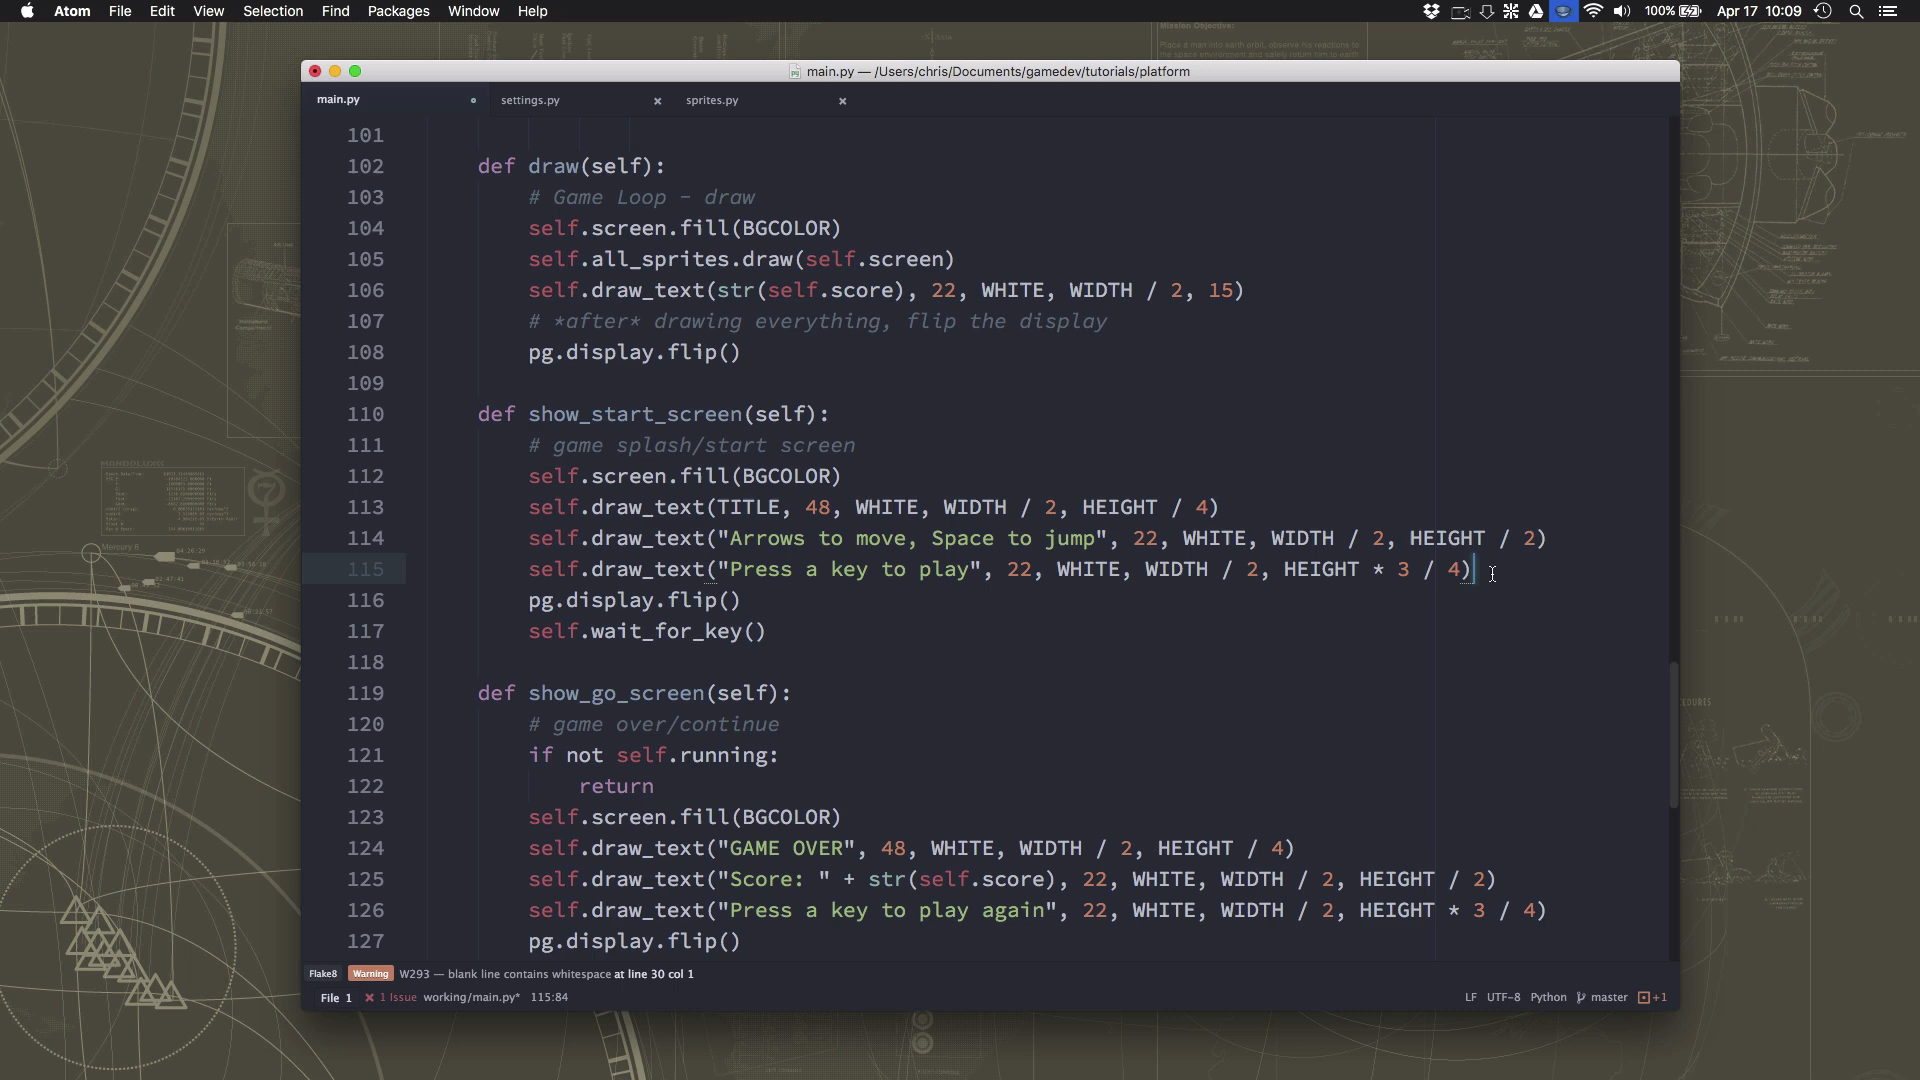 Atom File Edit View Selection Find Packages Window Help 100% Apr 17 10:09
Mission Objective:
main.py — /Users/chris/Documents/gamedev/tutorials/platform
main.py settings.py sprites.py
101
102 def draw(self):
103 # Game Loop - draw
104 self.screen.fill(BGCOLOR)
105 self.all_sprites.draw(self.screen)
106 self.draw_text(str(self.score), 22, WHITE, WIDTH / 2, 15)
107 # *after* drawing everything, flip the display
108 pg.display.flip()
109
110 def show_start_screen(self):
111 # game splash/start screen
112 self.screen.fill(BGCOLOR)
113 self.draw_text(TITLE, 48, WHITE, WIDTH / 2, HEIGHT / 4)
114 self.draw_text("Arrows to move, Space to jump", 22, WHITE, WIDTH / 2, HEIGHT / 2)
115 self.draw_text("Press a key to play", 22, WHITE, WIDTH / 2, HEIGHT * 3 / 4)
116 pg.display.flip()
117 self.wait_for_key()
118
119 def show_go_screen(self):
120 # game over/continue
121 if not self.running:
122 return
123 self.screen.fill(BGCOLOR)
124 self.draw_text("GAME OVER", 48, WHITE, WIDTH / 2, HEIGHT / 4)
125 self.draw_text("Score: " + str(self.score), 22, WHITE, WIDTH / 2, HEIGHT / 2)
126 self.draw_text("Press a key to play again", 22, WHITE, WIDTH / 2, HEIGHT * 3 / 4)
127 pg.display.flip()
Flake8 Warning W293 — blank line contains whitespace at line 30 col 1
File 1 1 Issue working/main.py* 115:84 LF UTF-8 Python master +1
Mercury 6